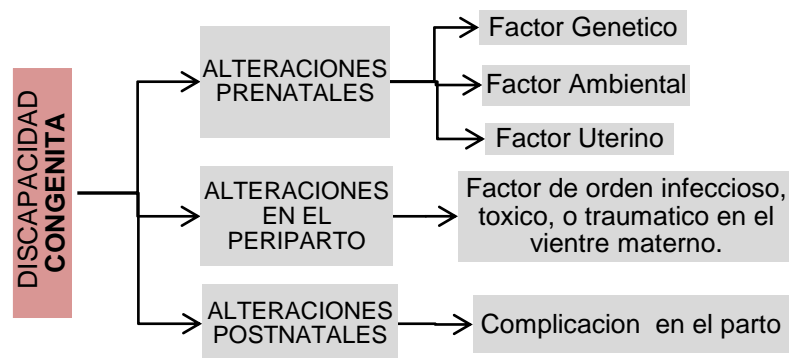 DISCAPACIDAD
CONGENITA
ALTERACIONES
PRENATALES
Factor Genetico
Factor Ambiental
Factor Uterino
ALTERACIONES
EN EL
PERIPARTO
Factor de orden infeccioso,
toxico, o traumatico en el
vientre materno.
ALTERACIONES
POSTNATALES
Complicacion en el parto